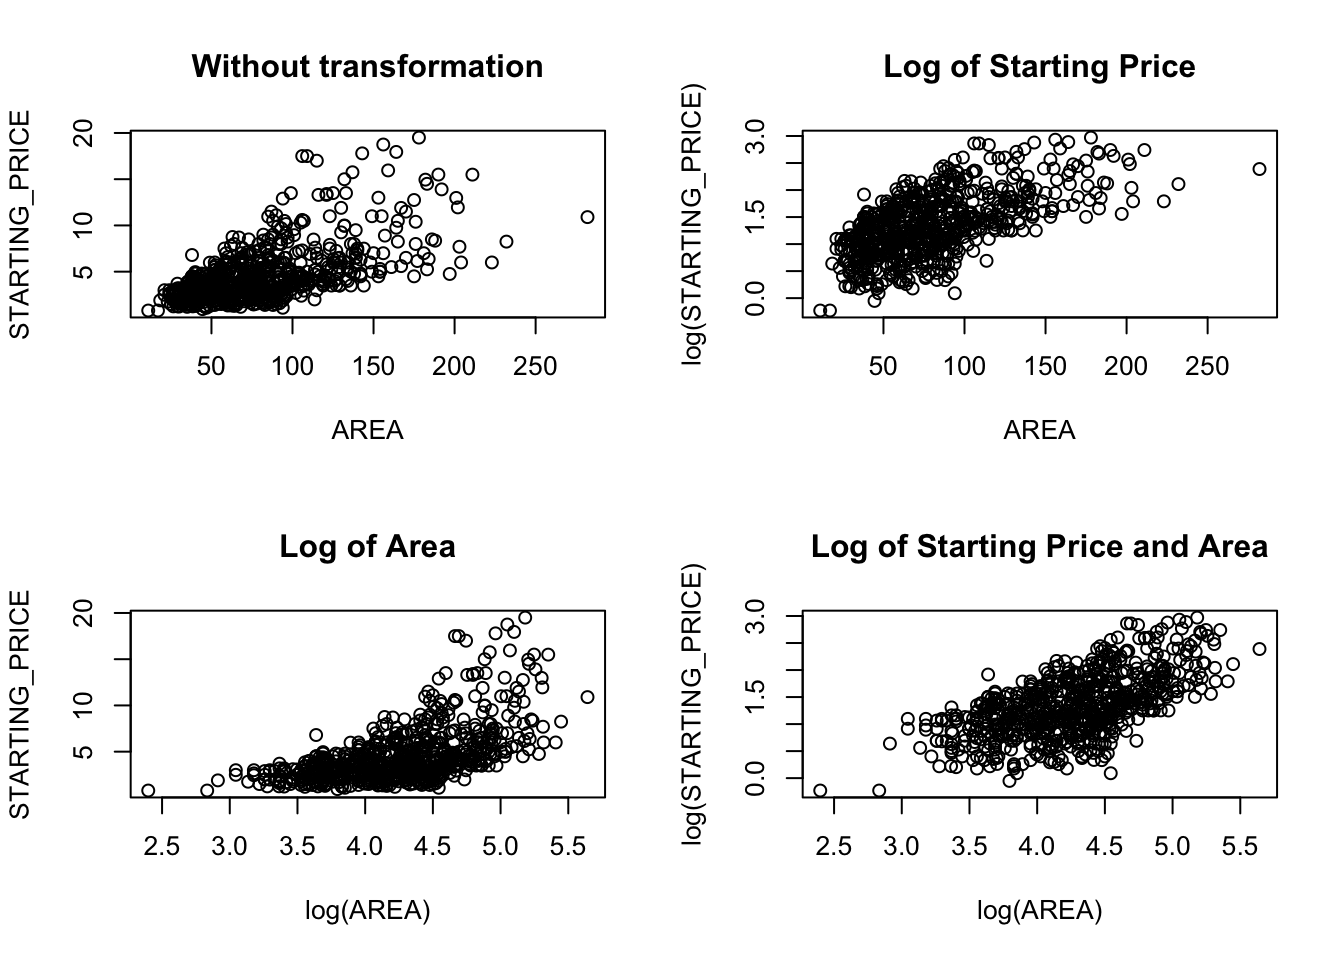 Without transformation
STARTING_PRICE
20
10
5
50 100 150 200 250
AREA
Log of Starting Price
log(STARTING_PRICE)
3.0
1.5
0.0
50 100 150 200 250
AREA
Log of Area
STARTING_PRICE
20
10
5
2.5 3.0 3.5 4.0 4.5 5.0 5.5
log(AREA)
Log of Starting Price and Area
log(STARTING_PRICE)
3.0
1.5
0.0
2.5 3.0 3.5 4.0 4.5 5.0 5.5
log(AREA)